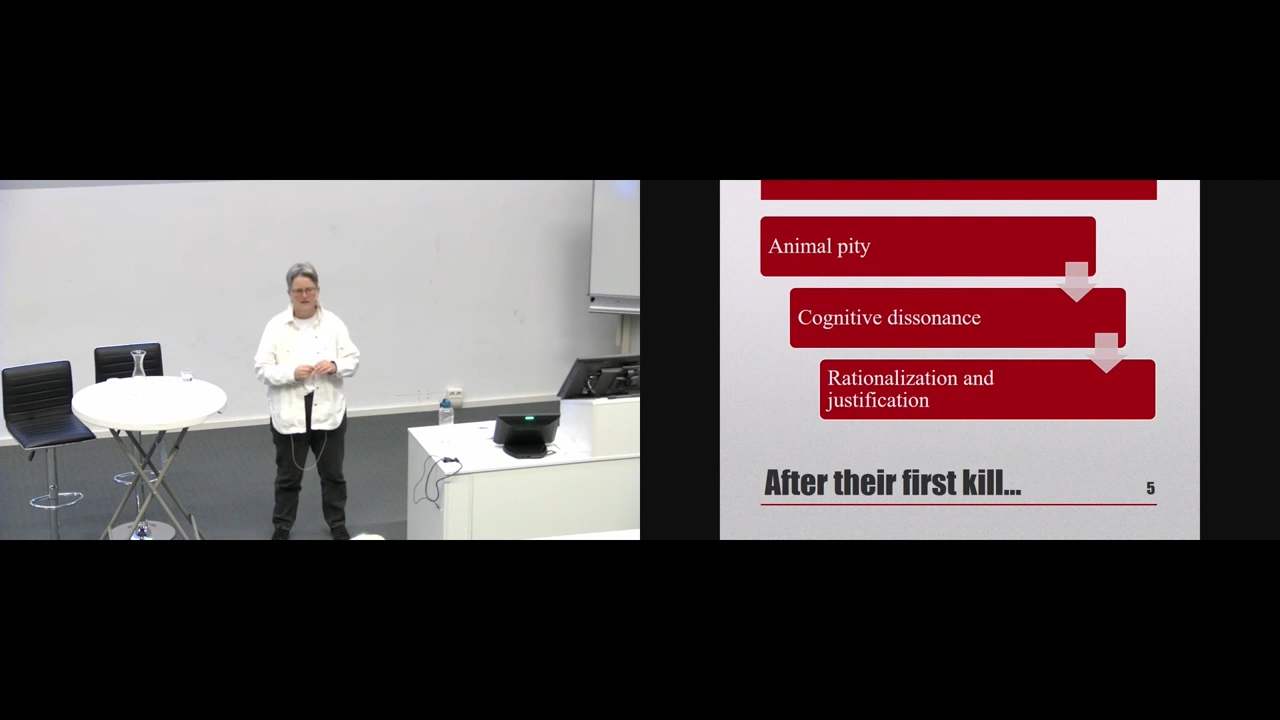 Animal pity
Cognitive dissonance
Rationalization and
justification
After their first kill...
5